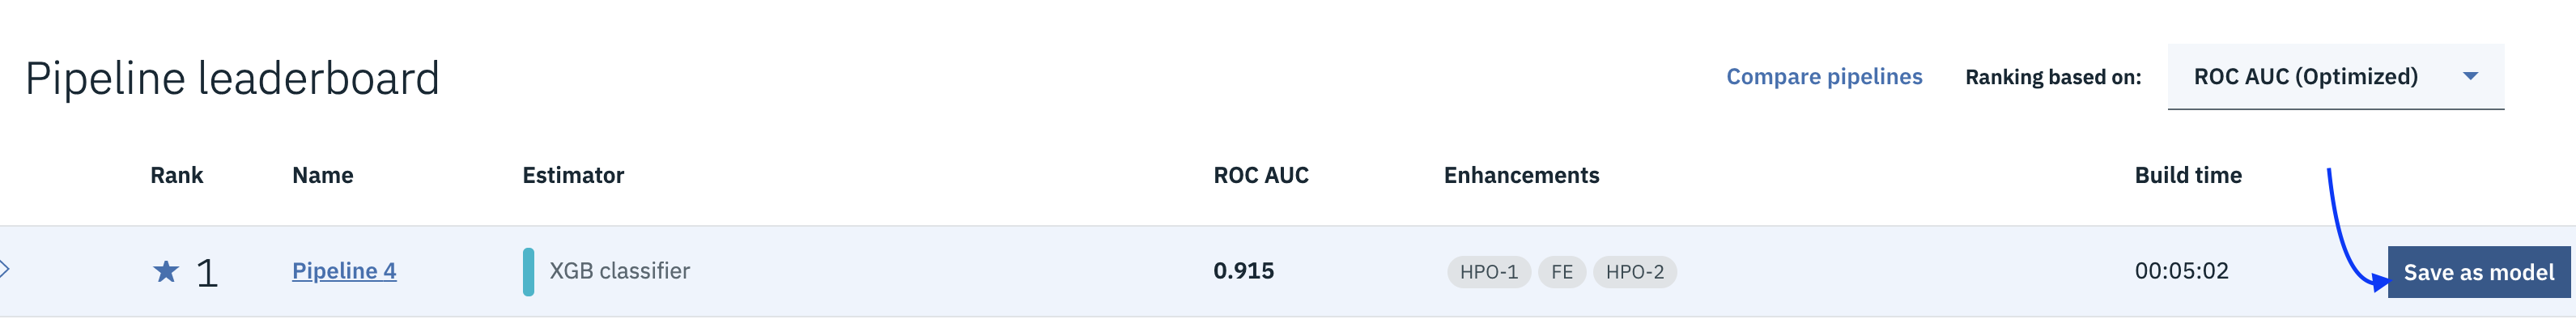 Pipeline leaderboard Compare pipelines Ranking based on: ROC AUC (Optimized)
Rank Name Estimator ROC AUC Enhancements Build time
1 Pipeline 4 XGB classifier 0.915 HPO-1 FE HPO-2 00:05:02 Save as model